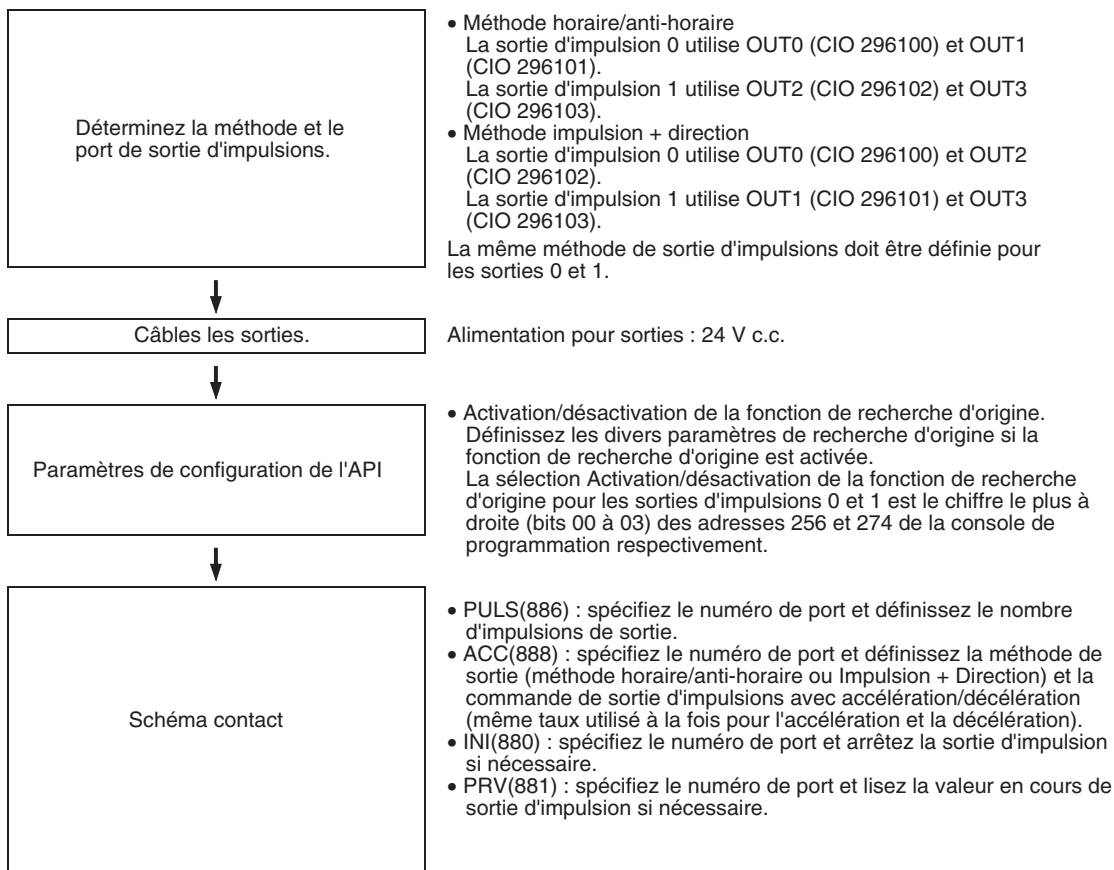 Déterminez la méthode et le
port de sortie d'impulsions.
• Méthode horaire/anti-horaire
La sortie d'impulsion 0 utilise OUT0 (CIO 296100) et OUT1
(CIO 296101).
La sortie d'impulsion 1 utilise OUT2 (CIO 296102) et OUT3
(CIO 296103).
• Méthode impulsion + direction
La sortie d'impulsion 0 utilise OUT0 (CIO 296100) et OUT2
(CIO 296102).
La sortie d'impulsion 1 utilise OUT1 (CIO 296101) et OUT3
(CIO 296103).
La même méthode de sortie d'impulsions doit être définie pour
les sorties 0 et 1.
Câbles les sorties.
Alimentation pour sorties : 24 V c.c.
Paramètres de configuration de l'API
• Activation/désactivation de la fonction de recherche d'origine.
Définissez les divers paramètres de recherche d'origine si la
fonction de recherche d'origine est activée.
La sélection Activation/désactivation de la fonction de recherche
d'origine pour les sorties d'impulsions 0 et 1 est le chiffre le plus à
droite (bits 00 à 03) des adresses 256 et 274 de la console de
programmation respectivement.
Schéma contact
• PULS(886) : spécifiez le numéro de port et définissez le nombre
d'impulsions de sortie.
• ACC(888) : spécifiez le numéro de port et définissez la méthode de
sortie (méthode horaire/anti-horaire ou Impulsion + Direction) et la
commande de sortie d'impulsions avec accélération/décélération
(même taux utilisé à la fois pour l'accélération et la décélération).
• INI(880) : spécifiez le numéro de port et arrêtez la sortie d'impulsion
si nécessaire.
• PRV(881) : spécifiez le numéro de port et lisez la valeur en cours de
sortie d'impulsion si nécessaire.